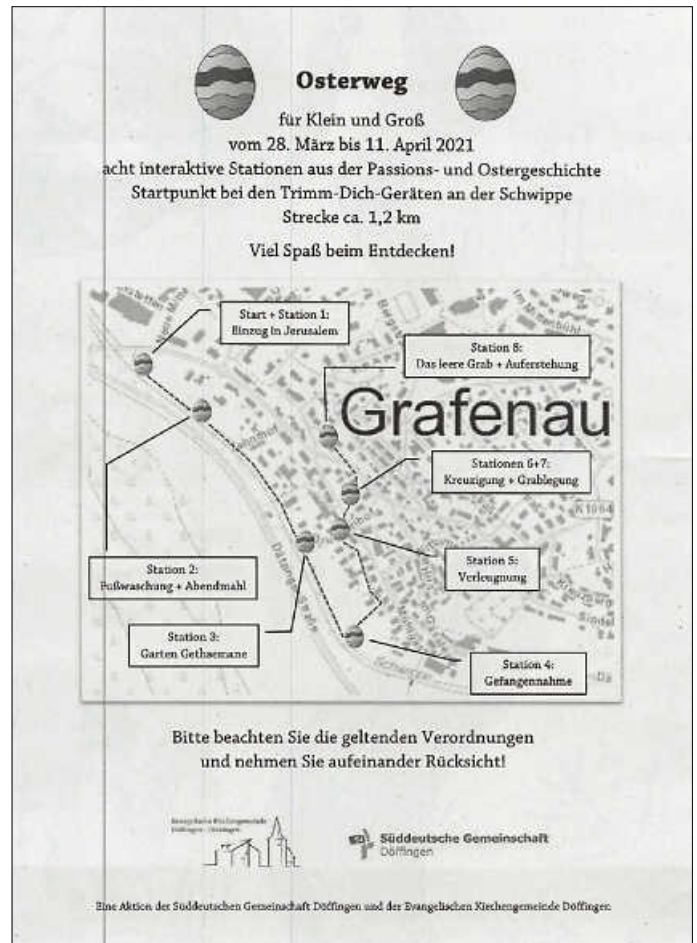 Osterweg
für Klein und Groß
vom 28. März bis 11. April 2021
acht interaktive Stationen aus der Passions- und Ostergeschichte
Startpunkt bei den Trimm-Dich-Geräten an der Schwippe
Strecke ca. 1,2 km
Viel Spaß beim Entdecken!
Start + Station 1:
Einzug in Jerusalem
Station 8:
Das leere Grab + Auferstehung
Grafenau
Stationen 6+7:
Kreuzigung + Grablegung
K 1064
Station 5:
Verleugnung
Station 2:
Fußwaschung + Abendmahl
Station 3:
Garten Gethsemane
Station 4:
Gefangennahme
Schwippe
Bitte beachten Sie die geltenden Verordnungen
und nehmen Sie aufeinander Rücksicht!
Evangelische Kirchengemeinde
Süddeutsche Gemeinschaft
Döffingen
Eine Aktion der Süddeutschen Gemeinschaft Döffingen und der Evangelischen Kirchengemeinde Döffingen